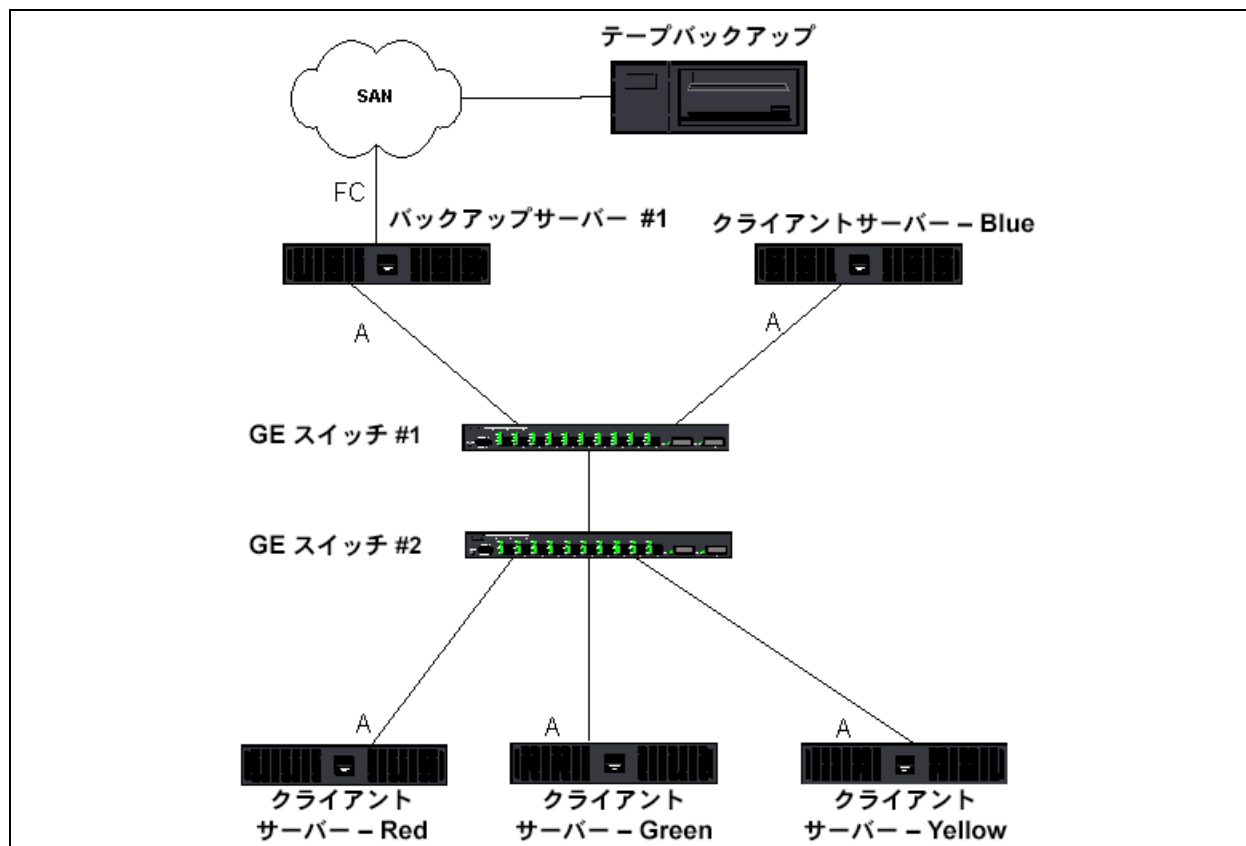 テープバックアップ
SAN
FC
バックアップサーバー #1
クライアントサーバー – Blue
A
A
GE スイッチ #1
GE スイッチ #2
A
A
A
クライアント
サーバー – Red
クライアント
サーバー – Green
クライアント
サーバー – Yellow